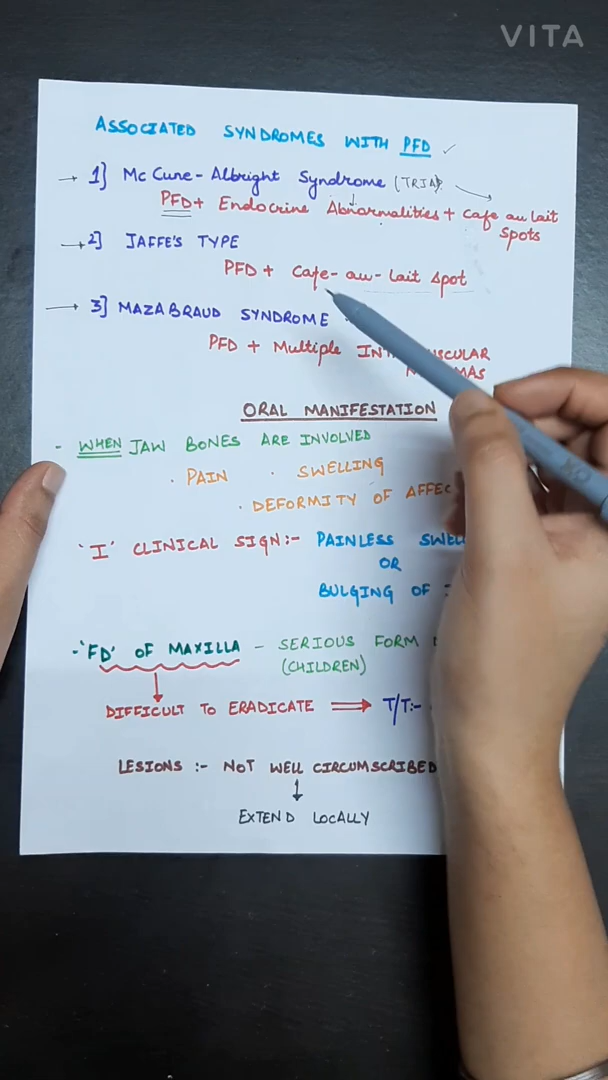 VITA
ASSOCIATED SYNDROMES WITH PFD
1] Mc Cune-Albright Syndrome (TRIAD)
PFD + Endocrine Abnormalities + Cafe au lait
spots
2] JAFFE'S TYPE
PFD + Cafe-au-lait spot
3] MAZABRAUD SYNDROME
PFD + Multiple
ORAL MANIFESTATION
- WHEN JAW BONES ARE INVOLVED
· PAIN · SWELLING
· DEFORMITY OF
'I' CLINICAL SIGN:- PAINLESS
OR
BULGING OF
-'FD' OF MAXILLA - SERIOUS FORM
(CHILDREN)
DIFFICULT TO ERADICATE ⇒ T/T:-
LESIONS :- NOT WELL CIRCUMSCRIBED
EXTEND LOCALLY